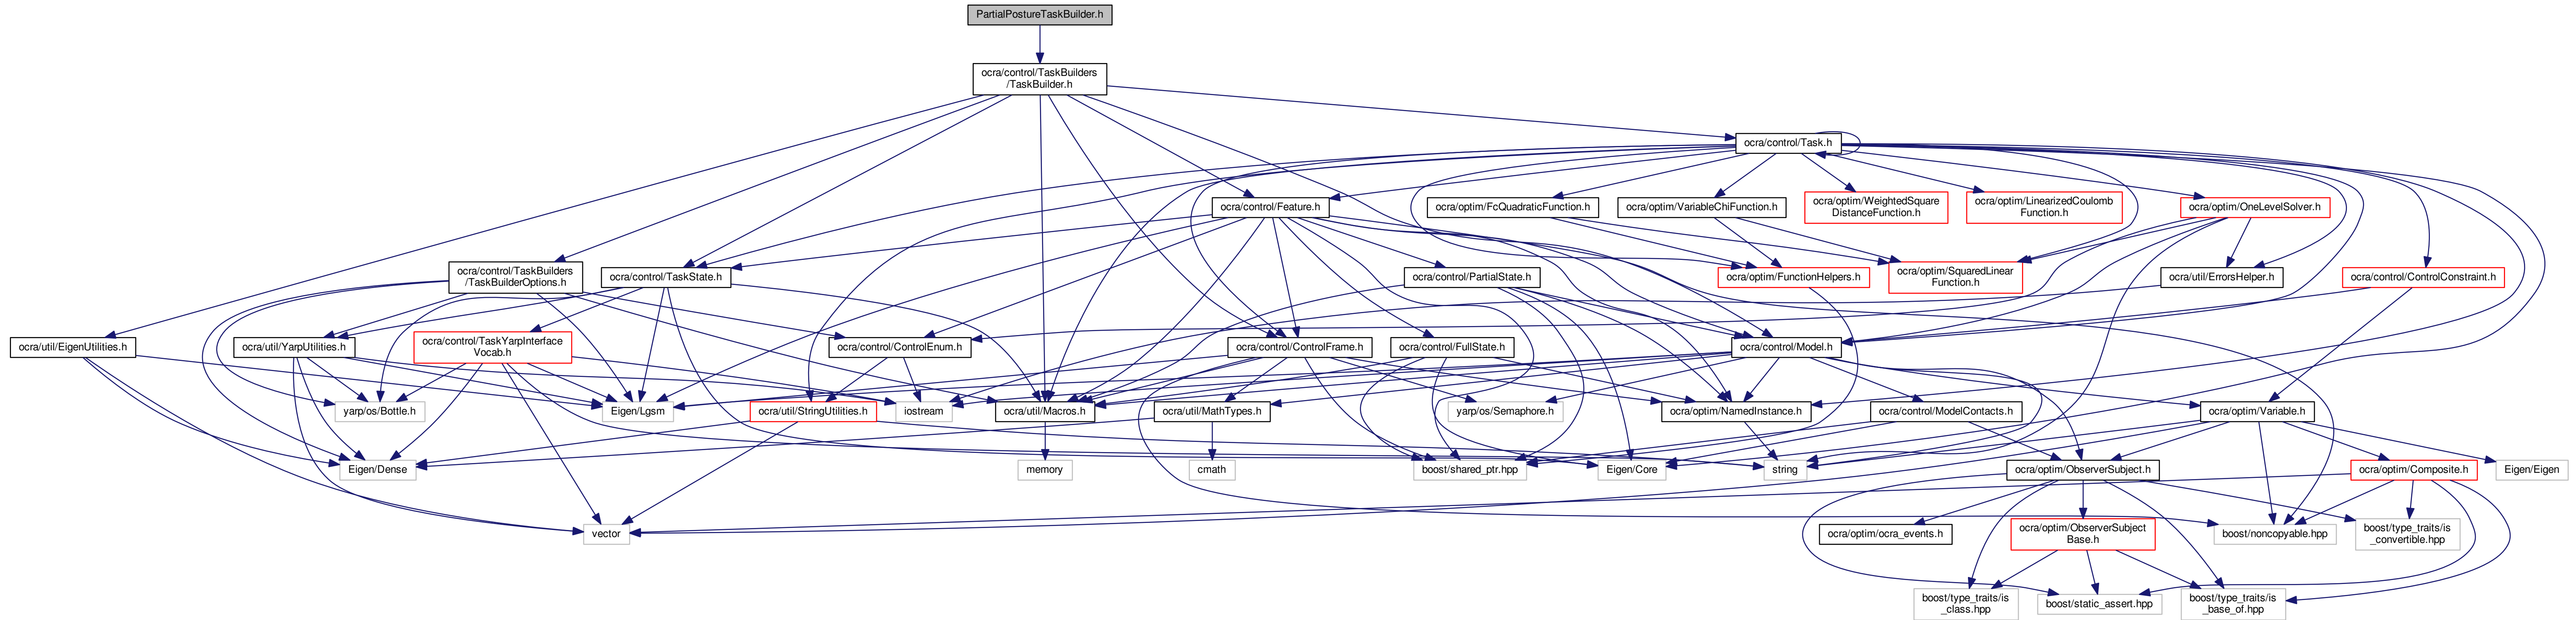 PartialPostureTaskBuilder.h
ocra/control/TaskBuilders
/TaskBuilder.h
ocra/control/Task.h
ocra/control/Feature.h
ocra/optim/FcQuadraticFunction.h
ocra/optim/VariableChiFunction.h
ocra/optim/WeightedSquare
DistanceFunction.h
ocra/optim/LinearizedCoulomb
Function.h
ocra/optim/OneLevelSolver.h
ocra/control/TaskBuilders
/TaskBuilderOptions.h
ocra/control/TaskState.h
ocra/control/PartialState.h
ocra/optim/FunctionHelpers.h
ocra/optim/SquaredLinear
Function.h
ocra/util/ErrorsHelper.h
ocra/control/ControlConstraint.h
ocra/util/EigenUtilities.h
ocra/util/YarpUtilities.h
ocra/control/TaskYarpInterface
Vocab.h
ocra/control/ControlEnum.h
ocra/control/ControlFrame.h
ocra/control/FullState.h
ocra/control/Model.h
yarp/os/Bottle.h
Eigen/Lgsm
ocra/util/StringUtilities.h
iostream
ocra/util/Macros.h
ocra/util/MathTypes.h
yarp/os/Semaphore.h
ocra/optim/NamedInstance.h
ocra/control/ModelContacts.h
ocra/optim/Variable.h
Eigen/Dense
memory
cmath
boost/shared_ptr.hpp
Eigen/Core
string
ocra/optim/ObserverSubject.h
ocra/optim/Composite.h
Eigen/Eigen
vector
ocra/optim/ocra_events.h
ocra/optim/ObserverSubject
Base.h
boost/noncopyable.hpp
boost/type_traits/is
_convertible.hpp
boost/type_traits/is
_class.hpp
boost/static_assert.hpp
boost/type_traits/is
_base_of.hpp